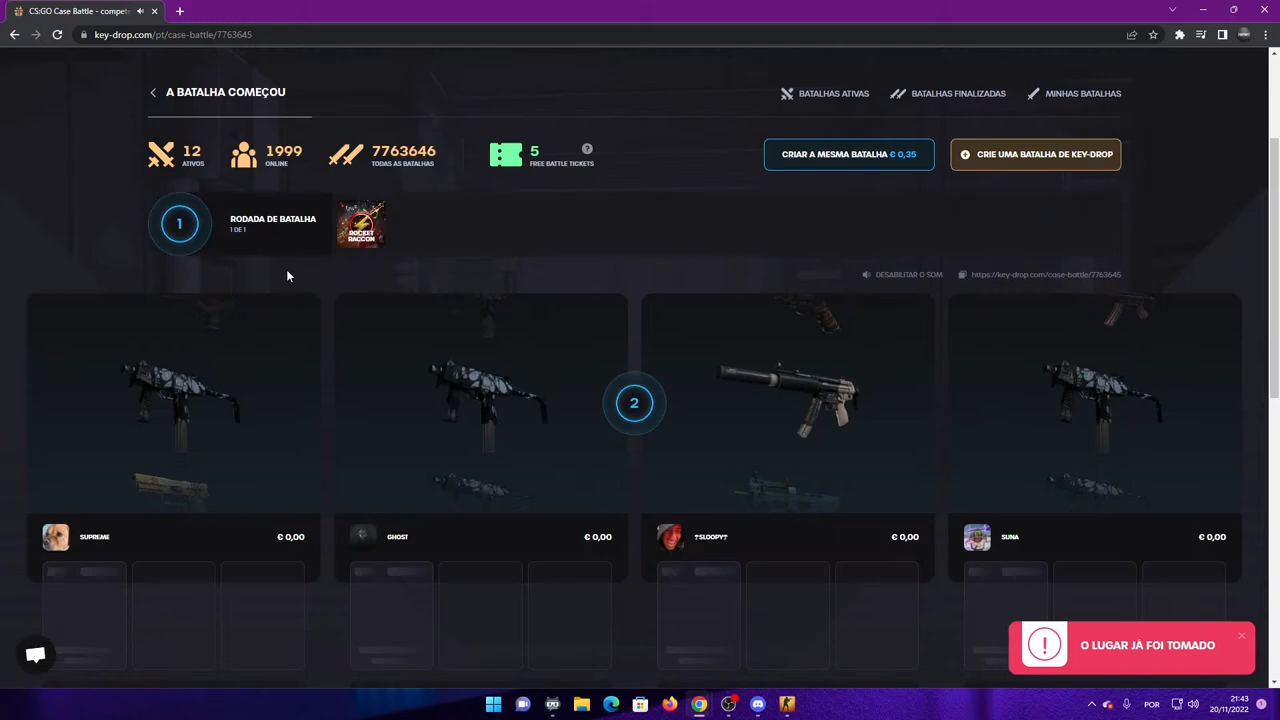 CS:GO Case Battle - compete
key-drop.com/pt/case-battle/7763645
A BATALHA COMEÇOU
BATALHAS ATIVAS
BATALHAS FINALIZADAS
MINHAS BATALHAS
12
ATIVOS
1999
ONLINE
7763646
TODAS AS BATALHAS
5
FREE BATTLE TICKETS
?
CRIAR A MESMA BATALHA € 0,35
CRIE UMA BATALHA DE KEY-DROP
1
RODADA DE BATALHA
1 DE 1
ROCKET
RACCOON
DESABILITAR O SOM
https://key-drop.com/case-battle/7763645
2
SUPREME
€ 0,00
GHOST
€ 0,00
?SLOOPY?
€ 0,00
SUNA
€ 0,00
O LUGAR JÁ FOI TOMADO
POR
21:43
20/11/2022